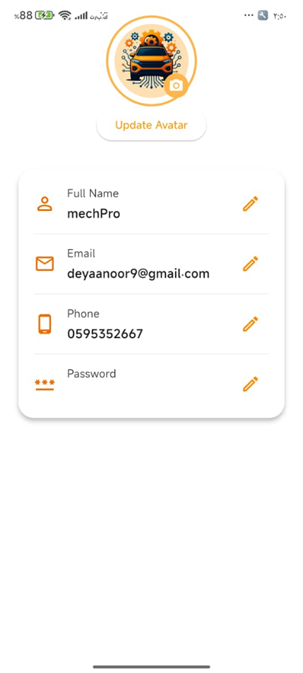 %88
٢:٥٠
Update Avatar
Full Name
mechPro
Email
deyaanoor9@gmail.com
Phone
0595352667
Password
***